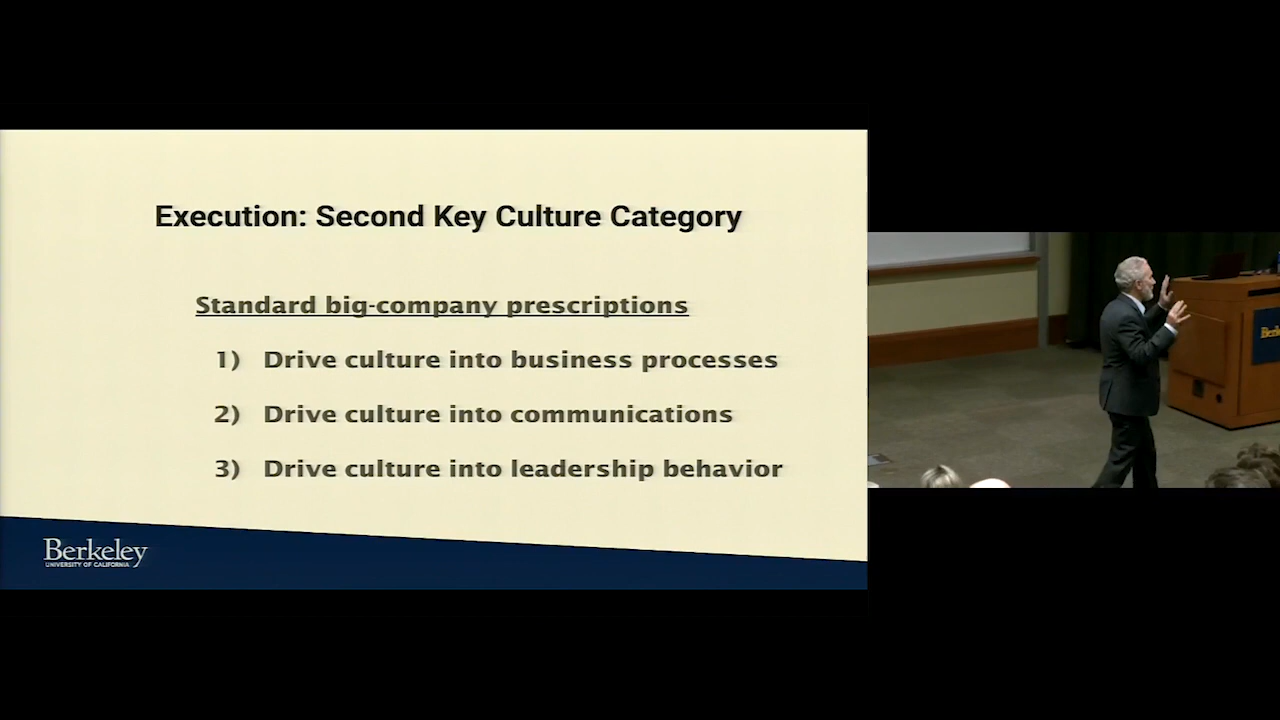 Execution: Second Key Culture Category
Standard big-company prescriptions
1) Drive culture into business processes
2) Drive culture into communications
3) Drive culture into leadership behavior
Berkeley
UNIVERSITY OF CALIFORNIA